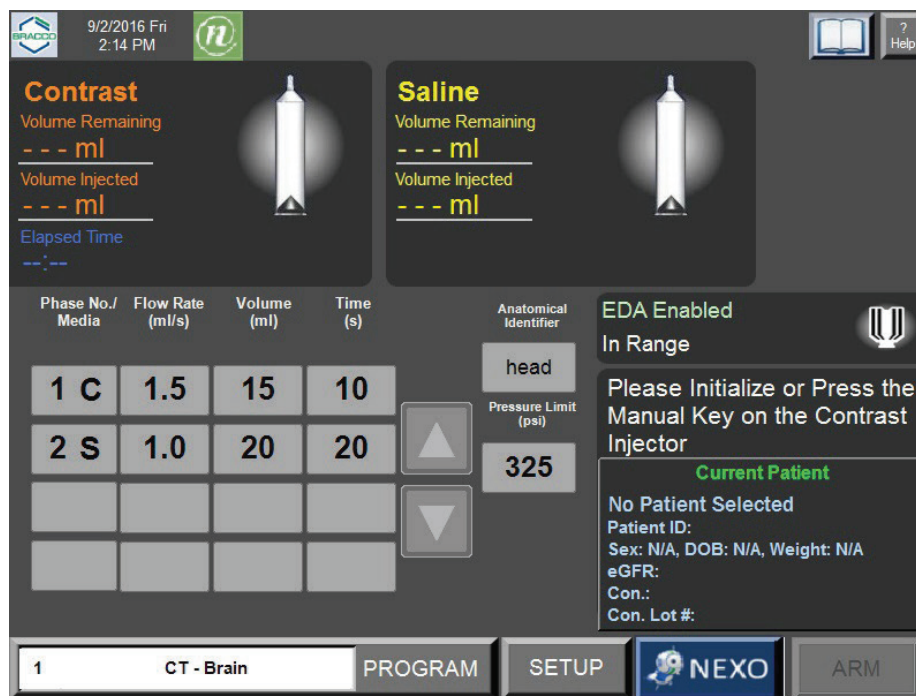 BRACCO
9/2/2016 Fri
2:14 PM
n
?
Help
Contrast
Volume Remaining
- - - ml
Volume Injected
- - - ml
Elapsed Time
--:--
Saline
Volume Remaining
- - - ml
Volume Injected
- - - ml
Phase No./ Media
Flow Rate (ml/s)
Volume (ml)
Time (s)
1 C 1.5 15 10
2 S 1.0 20 20
Anatomical
Identifier
head
Pressure Limit
(psi)
325
EDA Enabled
In Range
Please Initialize or Press the
Manual Key on the Contrast
Injector
Current Patient
No Patient Selected
Patient ID:
Sex: N/A, DOB: N/A, Weight: N/A
eGFR:
Con.:
Con. Lot #:
1 CT - Brain PROGRAM SETUP NEXO ARM